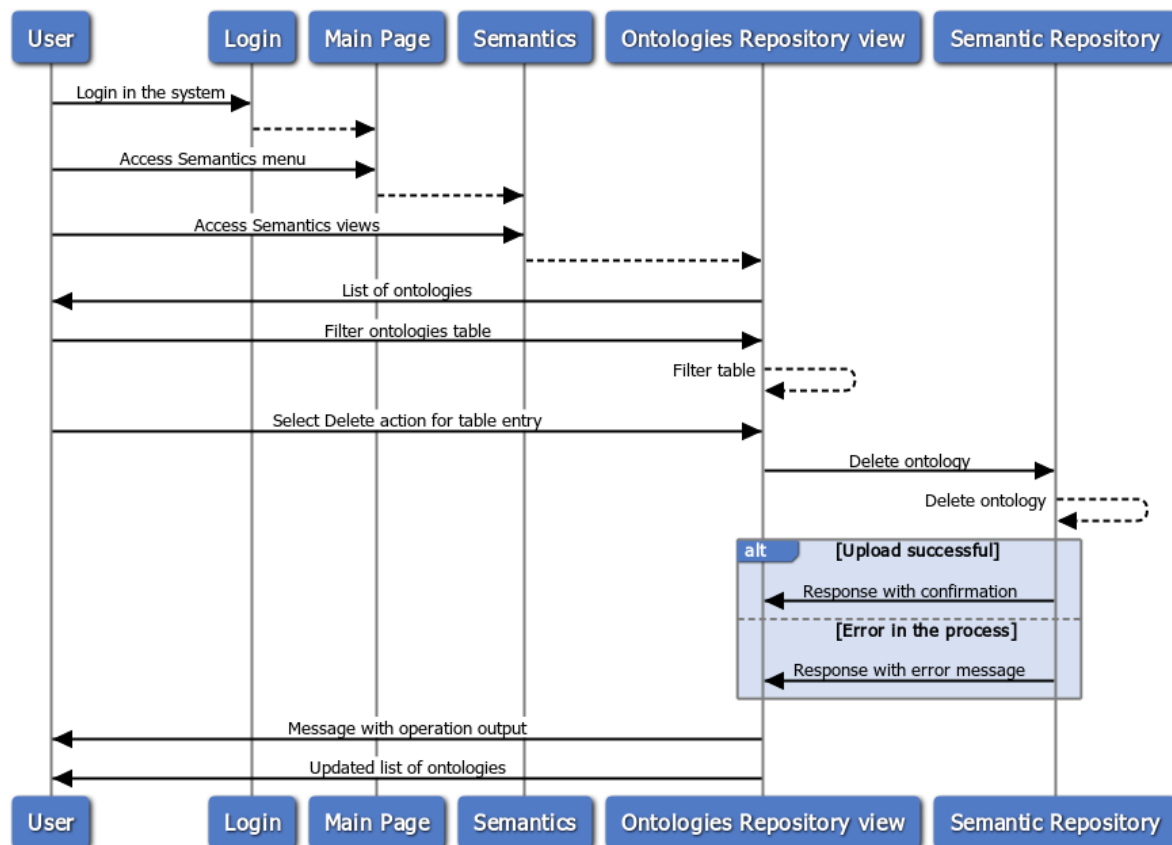 User Login Main Page Semantics Ontologies Repository view Semantic Repository
Login in the system
Access Semantics menu
Access Semantics views
List of ontologies
Filter ontologies table
Filter table
Select Delete action for table entry
Delete ontology
Delete ontology
alt [Upload successful]
Response with confirmation
[Error in the process]
Response with error message
Message with operation output
Updated list of ontologies
User Login Main Page Semantics Ontologies Repository view Semantic Repository